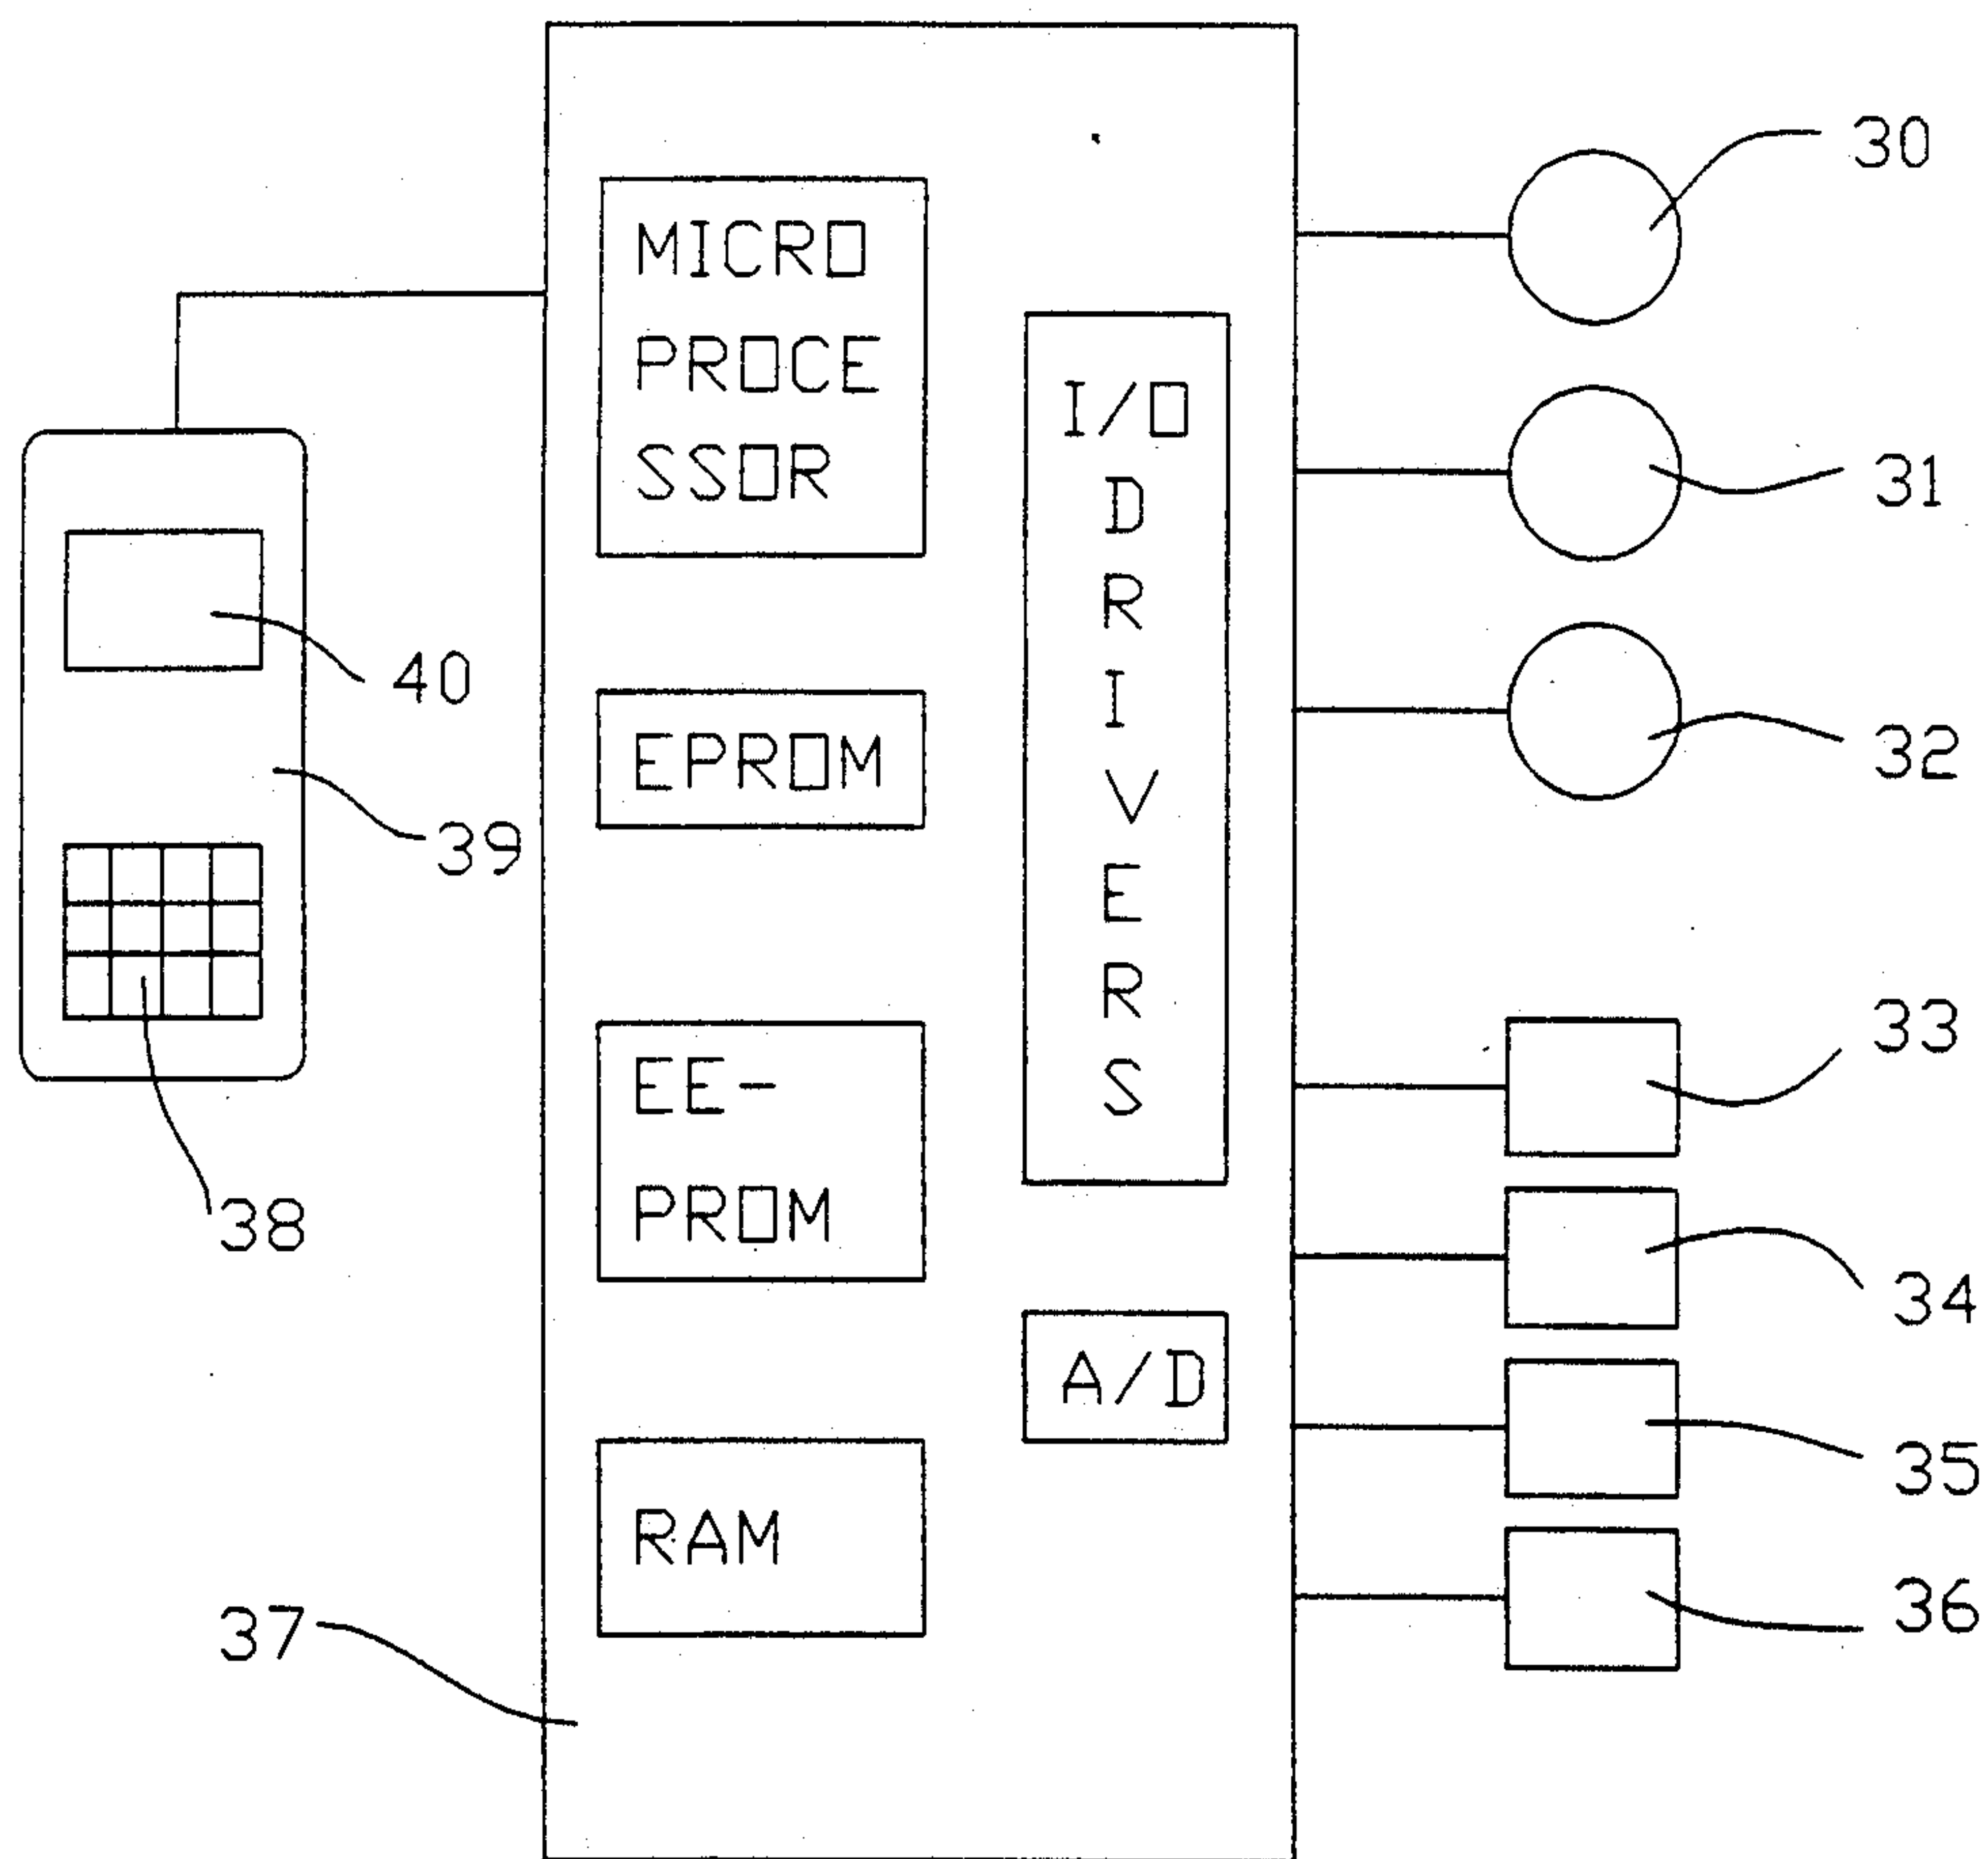 30
MICRO
PROCE
SSOR
I/O
D
R
I
V
E
R
S
31
40
32
EPROM
39
33
EE-
PROM
38
34
A/D
35
RAM
36
37